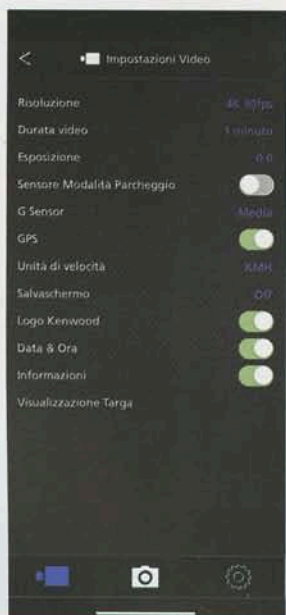 Impostazioni Video
Risoluzione 4K 30fps
Durata video 1 minuto
Esposizione 0.0
Sensore Modalità Parcheggio
G Sensor Media
GPS
Unità di velocità KMH
Salvaschermo Off
Logo Kenwood
Data & Ora
Informazioni
Visualizzazione Targa